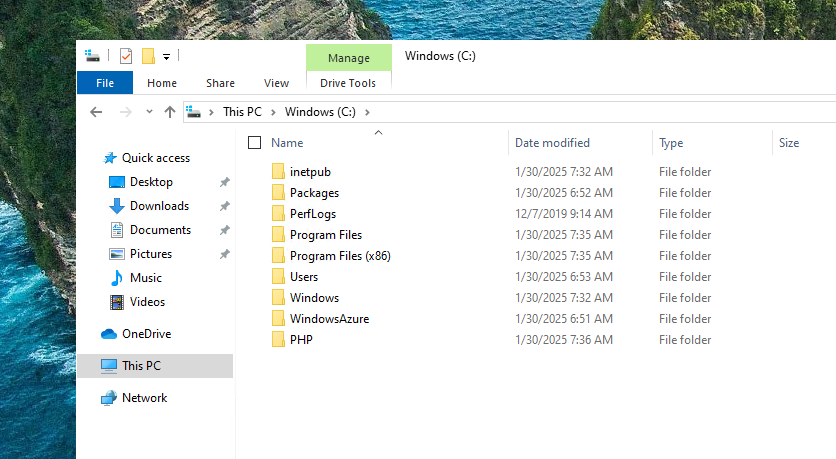 Manage Windows (C:)
File Home Share View Drive Tools
This PC Windows (C:)
Name Date modified Type Size
Quick access
Desktop
Downloads
Documents
Pictures
Music
Videos
OneDrive
This PC
Network
inetpub 1/30/2025 7:32 AM File folder
Packages 1/30/2025 6:52 AM File folder
PerfLogs 12/7/2019 9:14 AM File folder
Program Files 1/30/2025 7:35 AM File folder
Program Files (x86) 1/30/2025 7:35 AM File folder
Users 1/30/2025 6:53 AM File folder
Windows 1/30/2025 7:32 AM File folder
WindowsAzure 1/30/2025 6:51 AM File folder
PHP 1/30/2025 7:36 AM File folder